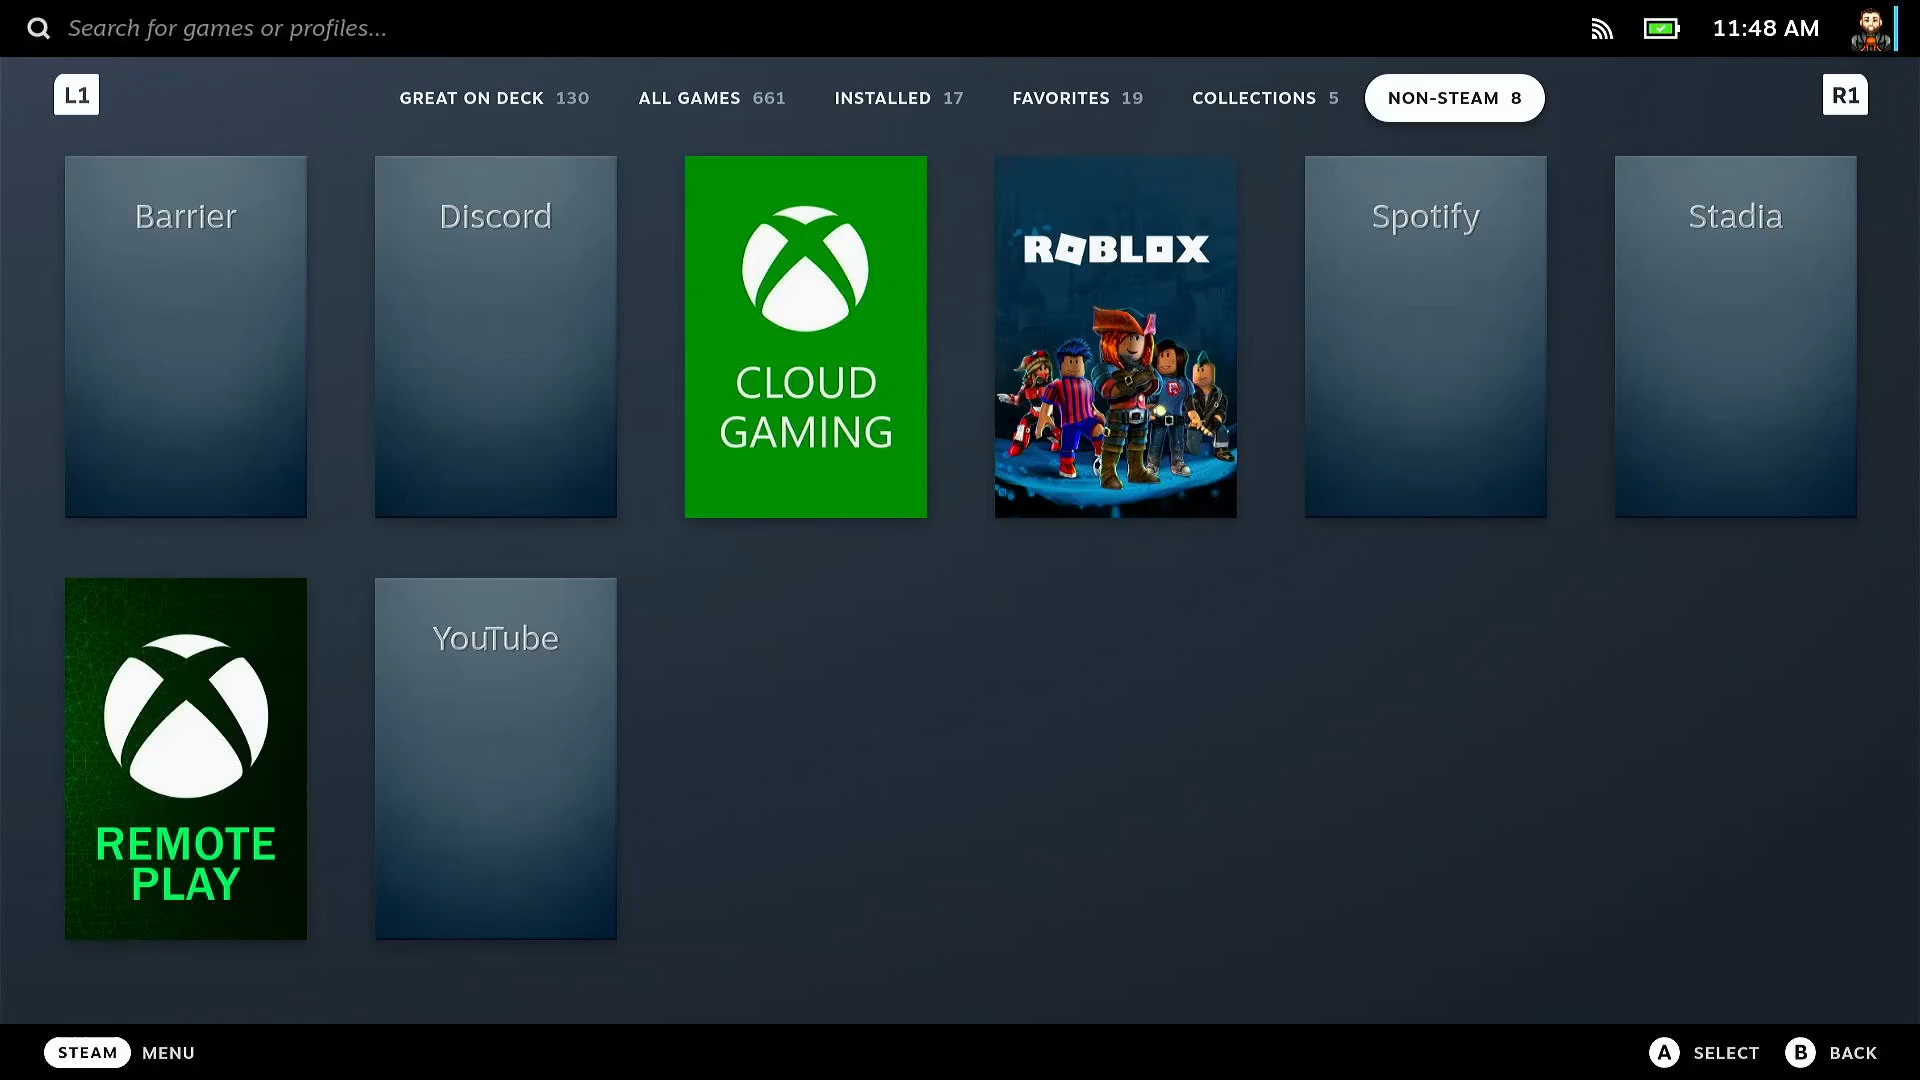 Search for games or profiles...
11:48 AM
L1
GREAT ON DECK 130
ALL GAMES 661
INSTALLED 17
FAVORITES 19
COLLECTIONS 5
NON-STEAM 8
R1
Barrier
Discord
CLOUD
GAMING
ROBLOX
Spotify
Stadia
REMOTE
PLAY
YouTube
STEAM MENU
A SELECT
B BACK